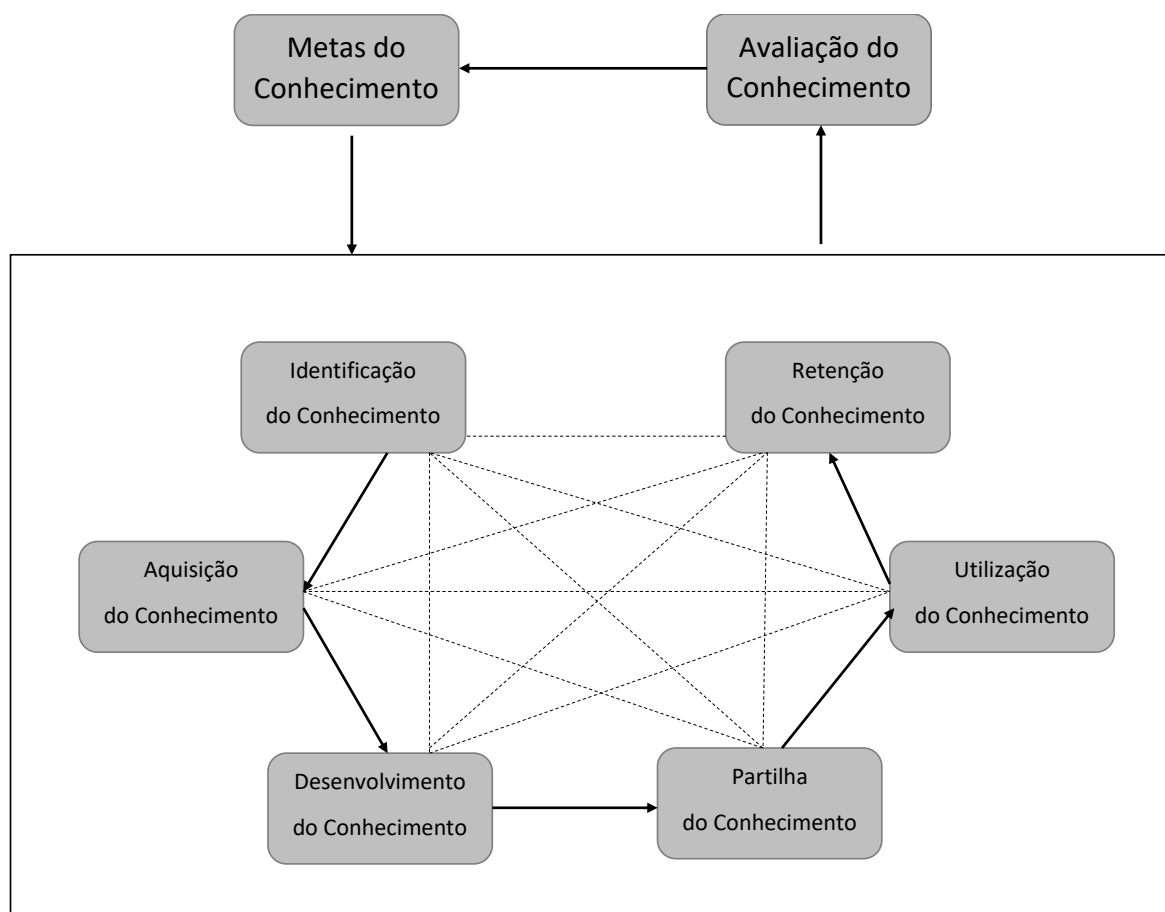 Metas do
Conhecimento
Avaliação do
Conhecimento
Identificação
do Conhecimento
Retenção
do Conhecimento
Aquisição
do Conhecimento
Utilização
do Conhecimento
Desenvolvimento
do Conhecimento
Partilha
do Conhecimento